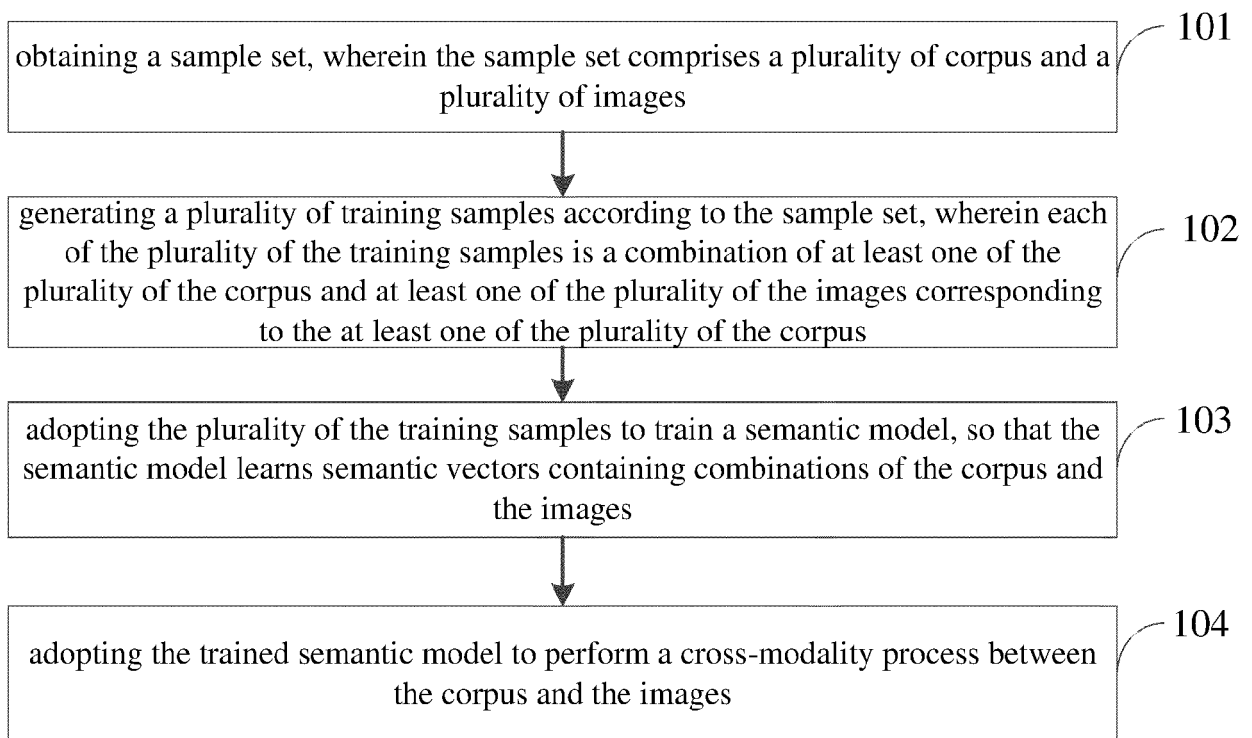 101
obtaining a sample set, wherein the sample set comprises a plurality of corpus and a
plurality of images
102
generating a plurality of training samples according to the sample set, wherein each
of the plurality of the training samples is a combination of at least one of the
plurality of the corpus and at least one of the plurality of the images corresponding
to the at least one of the plurality of the corpus
103
adopting the plurality of the training samples to train a semantic model, so that the
semantic model learns semantic vectors containing combinations of the corpus and
the images
104
adopting the trained semantic model to perform a cross-modality process between
the corpus and the images